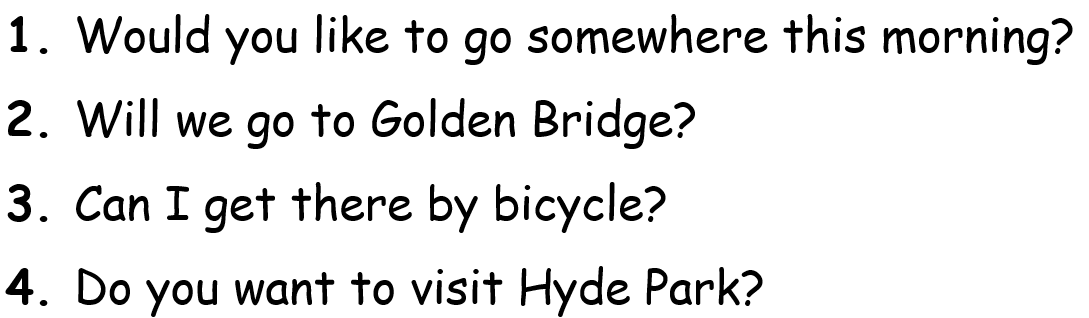 1. Would you like to go somewhere this morning?
2. Will we go to Golden Bridge?
3. Can I get there by bicycle?
4. Do you want to visit Hyde Park?